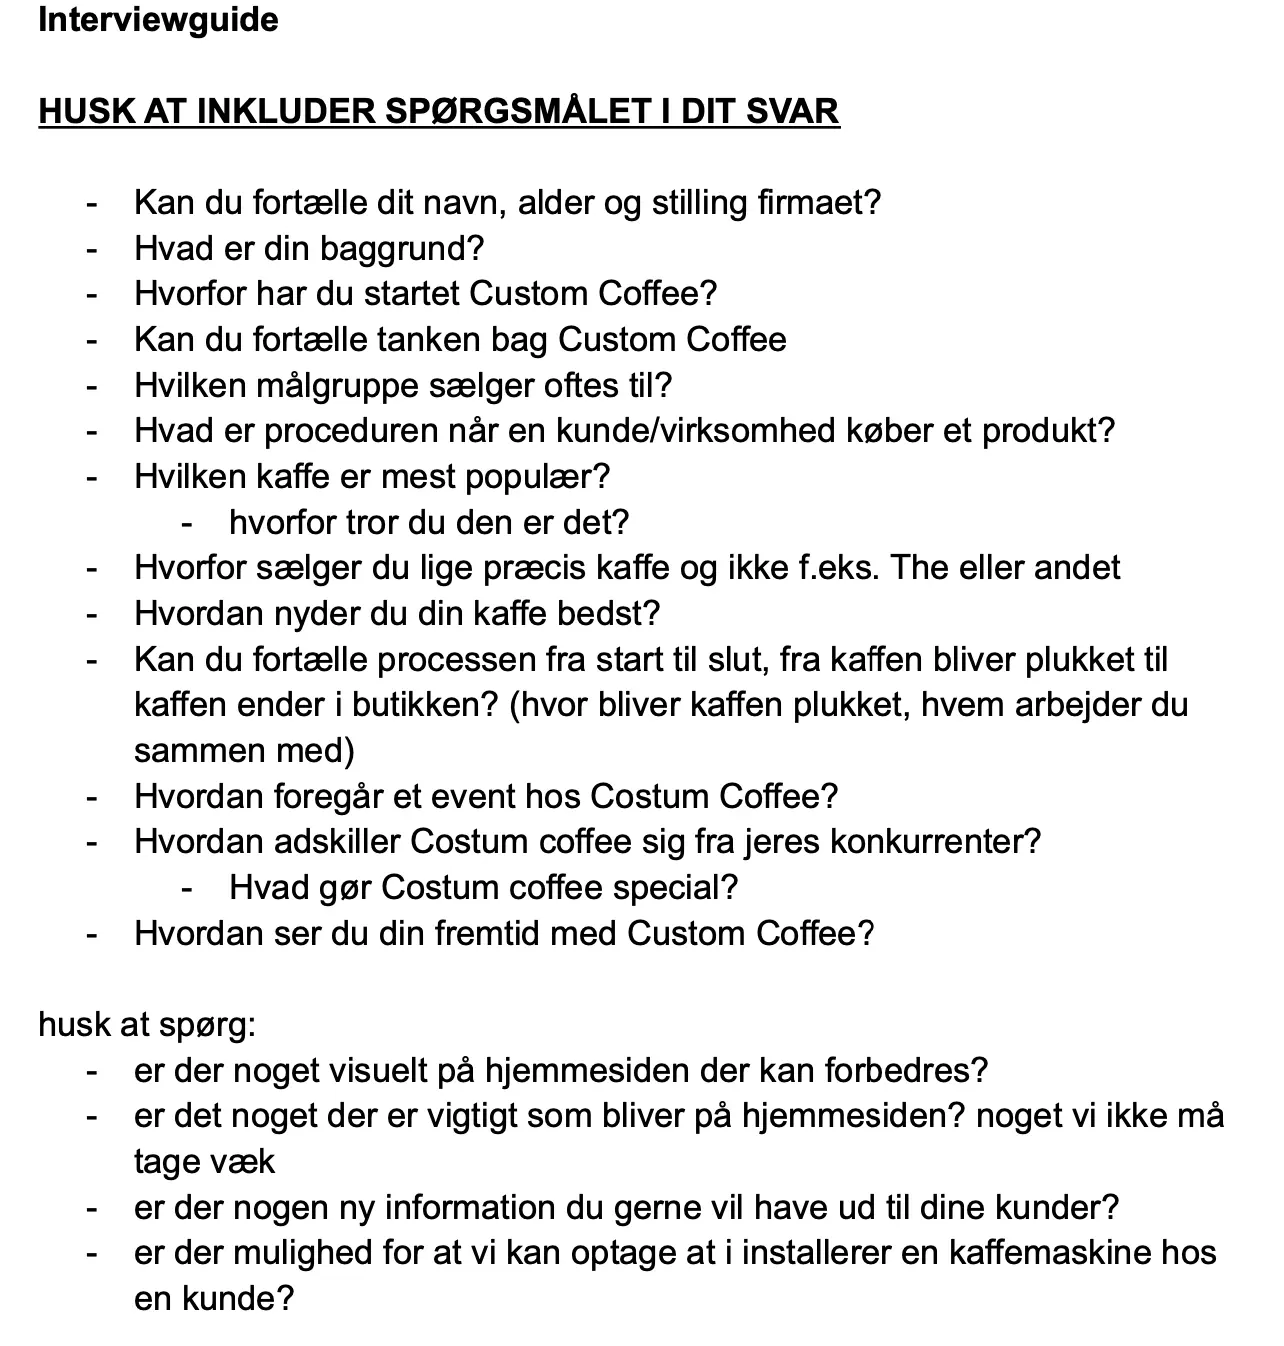 Interviewguide
HUSK AT INKLUDER SPØRGSMÅLET I DIT SVAR
- Kan du fortælle dit navn, alder og stilling firmaet?
- Hvad er din baggrund?
- Hvorfor har du startet Custom Coffee?
- Kan du fortælle tanken bag Custom Coffee
- Hvilken målgruppe sælger oftes til?
- Hvad er proceduren når en kunde/virksomhed køber et produkt?
- Hvilken kaffe er mest populær?
- hvorfor tror du den er det?
- Hvorfor sælger du lige præcis kaffe og ikke f.eks. The eller andet
- Hvordan nyder du din kaffe bedst?
- Kan du fortælle processen fra start til slut, fra kaffen bliver plukket til
kaffen ender i butikken? (hvor bliver kaffen plukket, hvem arbejder du
sammen med)
- Hvordan foregår et event hos Costum Coffee?
- Hvordan adskiller Costum coffee sig fra jeres konkurrenter?
- Hvad gør Costum coffee special?
- Hvordan ser du din fremtid med Custom Coffee?
husk at spørg:
- er der noget visuelt på hjemmesiden der kan forbedres?
- er det noget der er vigtigt som bliver på hjemmesiden? noget vi ikke må
tage væk
- er der nogen ny information du gerne vil have ud til dine kunder?
- er der mulighed for at vi kan optage at i installerer en kaffemaskine hos
en kunde?